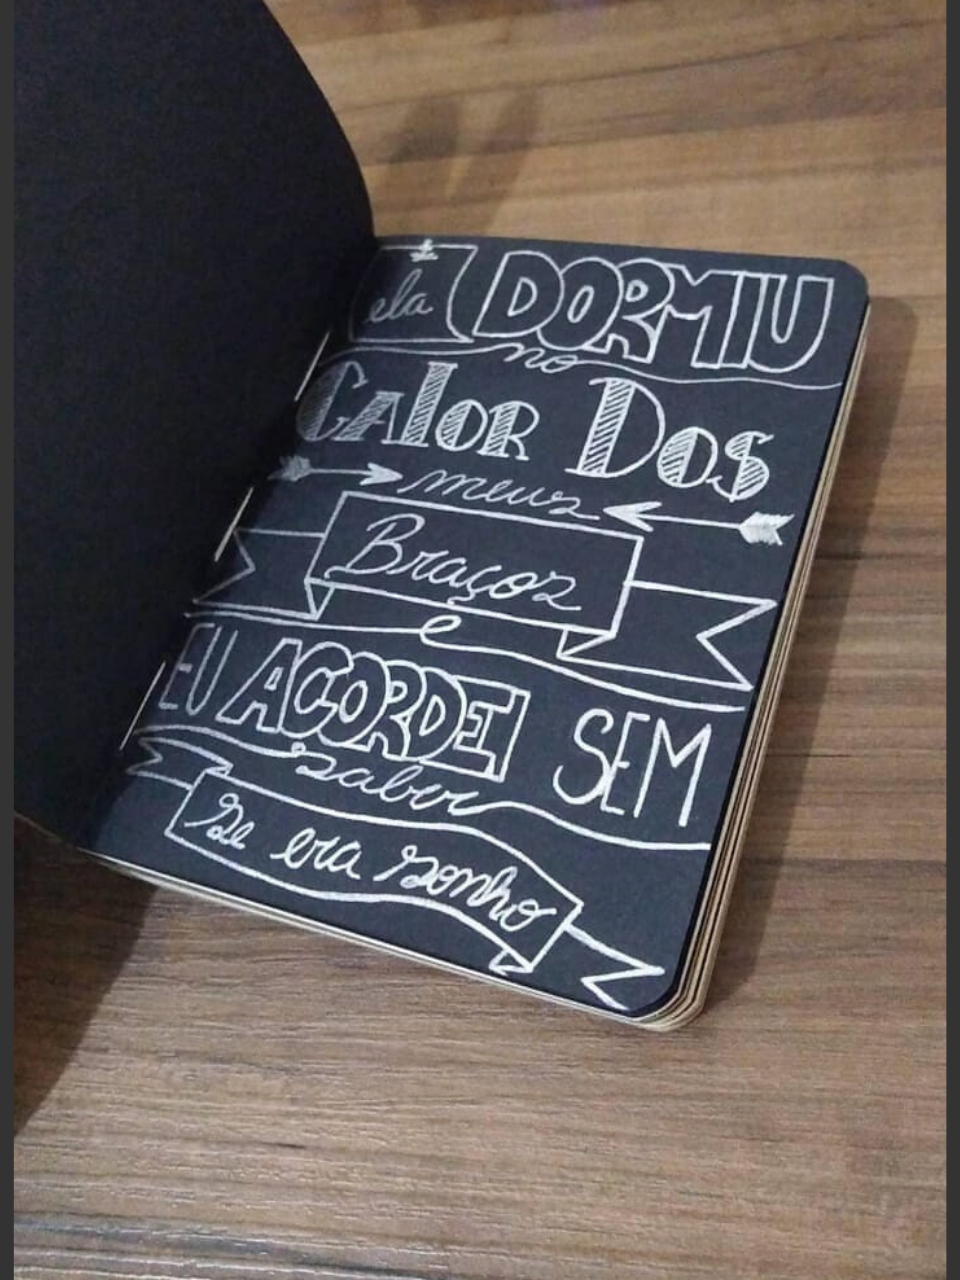 ela DORMIU
no
CAlOR DOS
meus
Braços
e
EU ACORDEI SEM
saber
se era sonho